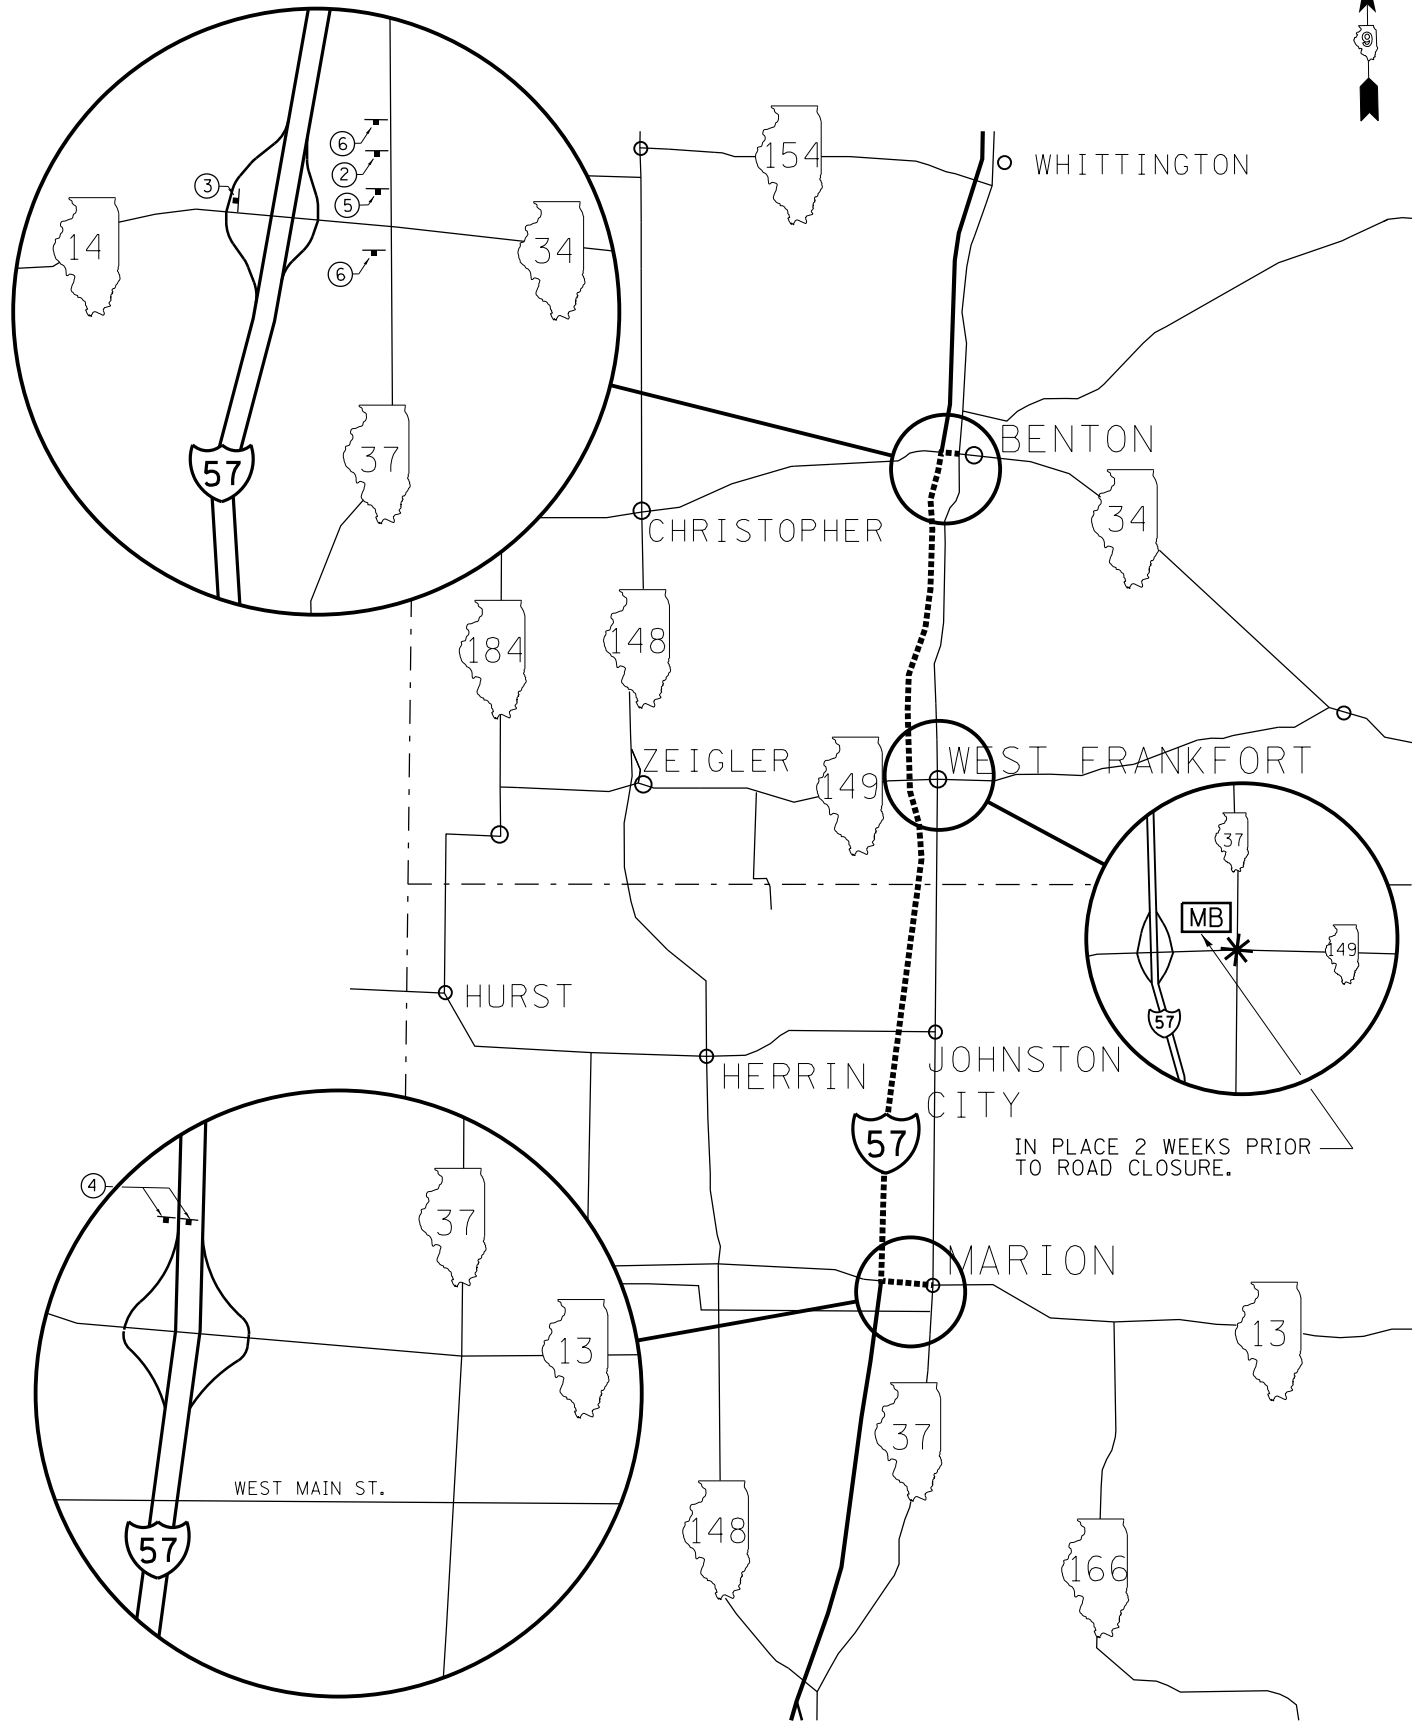 9
154
WHITTINGTON
6
2
3
5
14
34
6
BENTON
37
57
CHRISTOPHER
34
184
148
ZEIGLER
149
WEST FRANKFORT
37
MB
149
57
HURST
HERRIN
JOHNSTON
CITY
57
IN PLACE 2 WEEKS PRIOR
TO ROAD CLOSURE.
4
37
MARION
13
13
37
WEST MAIN ST.
148
57
166